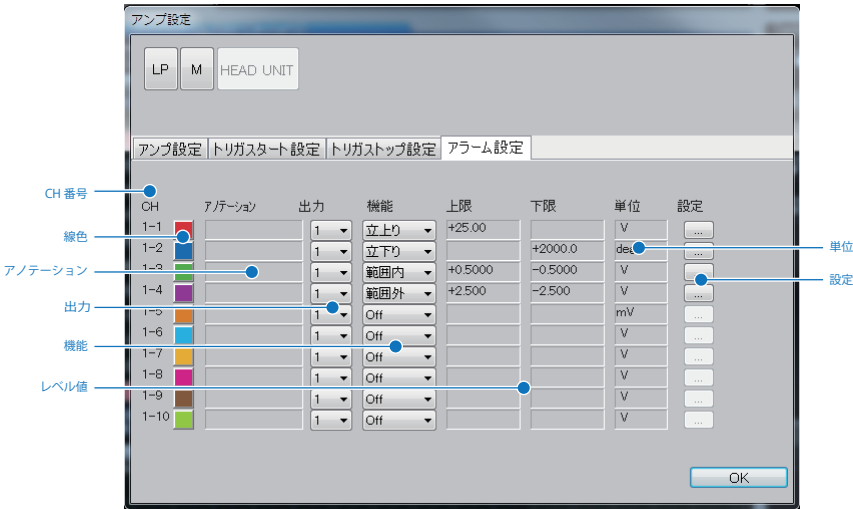 アンプ設定
LP M HEAD UNIT
アンプ設定 トリガスタート設定 トリガストップ設定 アラーム設定
CH 番号
CH アノテーション 出力 機能 上限 下限 単位 設定
1-1 1 立上り +25.00 V ...
線色
1-2 1 立下り +2000.0 ...
単位
アノテーション
1-3 1 範囲内 +0.5000 -0.5000 V ...
設定
1-4 1 範囲外 +2.500 -2.500 V ...
出力
1-5 1 Off mV ...
1-6 1 Off V ...
機能
1-7 1 Off V ...
1-8 1 Off V ...
レベル値
1-9 1 Off V ...
1-10 1 Off V ...
OK